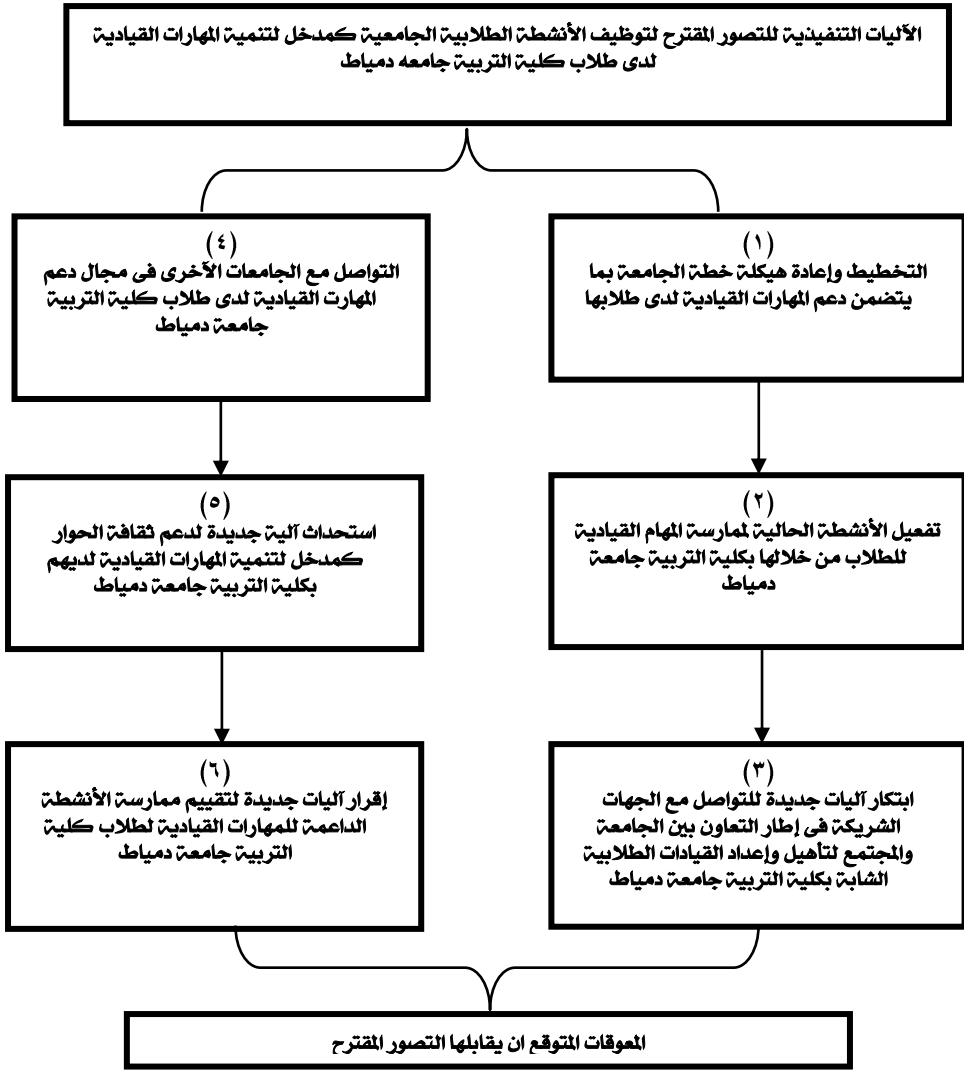 الآليات التنفيذية للتصور المقترح لتوظيف الأنشطة الطلابية الجامعية كمدخل لتنمية المهارات القيادية
لدى طلاب كلية التربية جامعه دمياط
(١)
التخطيط وإعادة هيكلة خطة الجامعة بما
يتضمن دعم المهارات القيادية لدى طلابها
(٢)
تفعيل الأنشطة الحالية لممارسة المهام القيادية
للطلاب من خلالها بكلية التربية جامعة
دمياط
(٣)
ابتكار آليات جديدة للتواصل مع الجهات
الشريكة فى إطار التعاون بين الجامعة
والمجتمع لتأهيل وإعداد القيادات الطلابية
الشابة بكلية التربية جامعة دمياط
(٤)
التواصل مع الجامعات الآخرى فى مجال دعم
المهارت القيادية لدى طلاب كلية التربية
جامعة دمياط
(٥)
استحداث آلية جديدة لدعم ثقافة الحوار
كمدخل لتنمية المهارات القيادية لديهم
بكلية التربية جامعة دمياط
(٦)
إقرار آليات جديدة لتقييم ممارسة الأنشطة
الداعمة للمهارات القيادية لطلاب كلية
التربية جامعة دمياط
المعوقات المتوقع ان يقابلها التصور المقترح